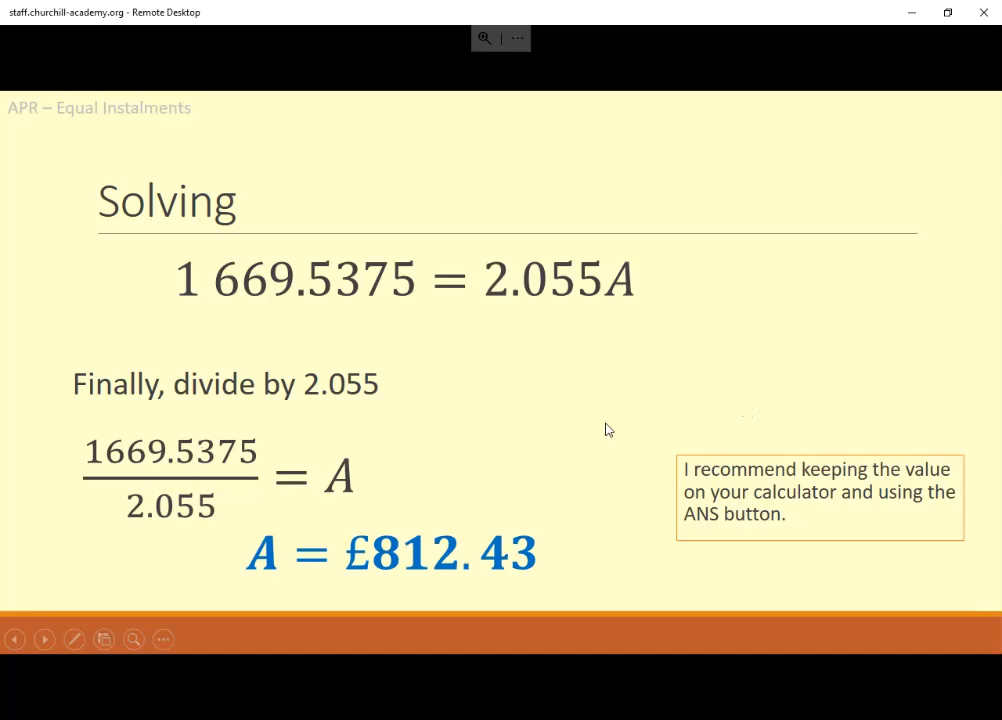 staff.churchill-academy.org - Remote Desktop
APR – Equal Instalments
Solving
1 669.5375 = 2.055A
Finally, divide by 2.055
1669.5375
2.055
= A
A = £812.43
I recommend keeping the value
on your calculator and using the
ANS button.